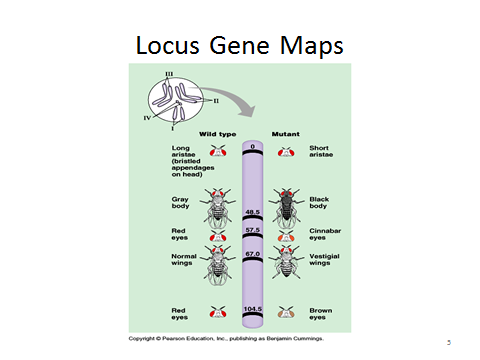 Locus Gene Maps
III
II
IV
I
Wild type
Mutant
Long
aristae
(bristled
appendages
on head)
0
Short
aristae
Gray
body
48.5
Black
body
Red
eyes
57.5
Cinnabar
eyes
Normal
wings
67.0
Vestigial
wings
Red
eyes
104.5
Brown
eyes
Copyright © Pearson Education, Inc., publishing as Benjamin Cummings.
5